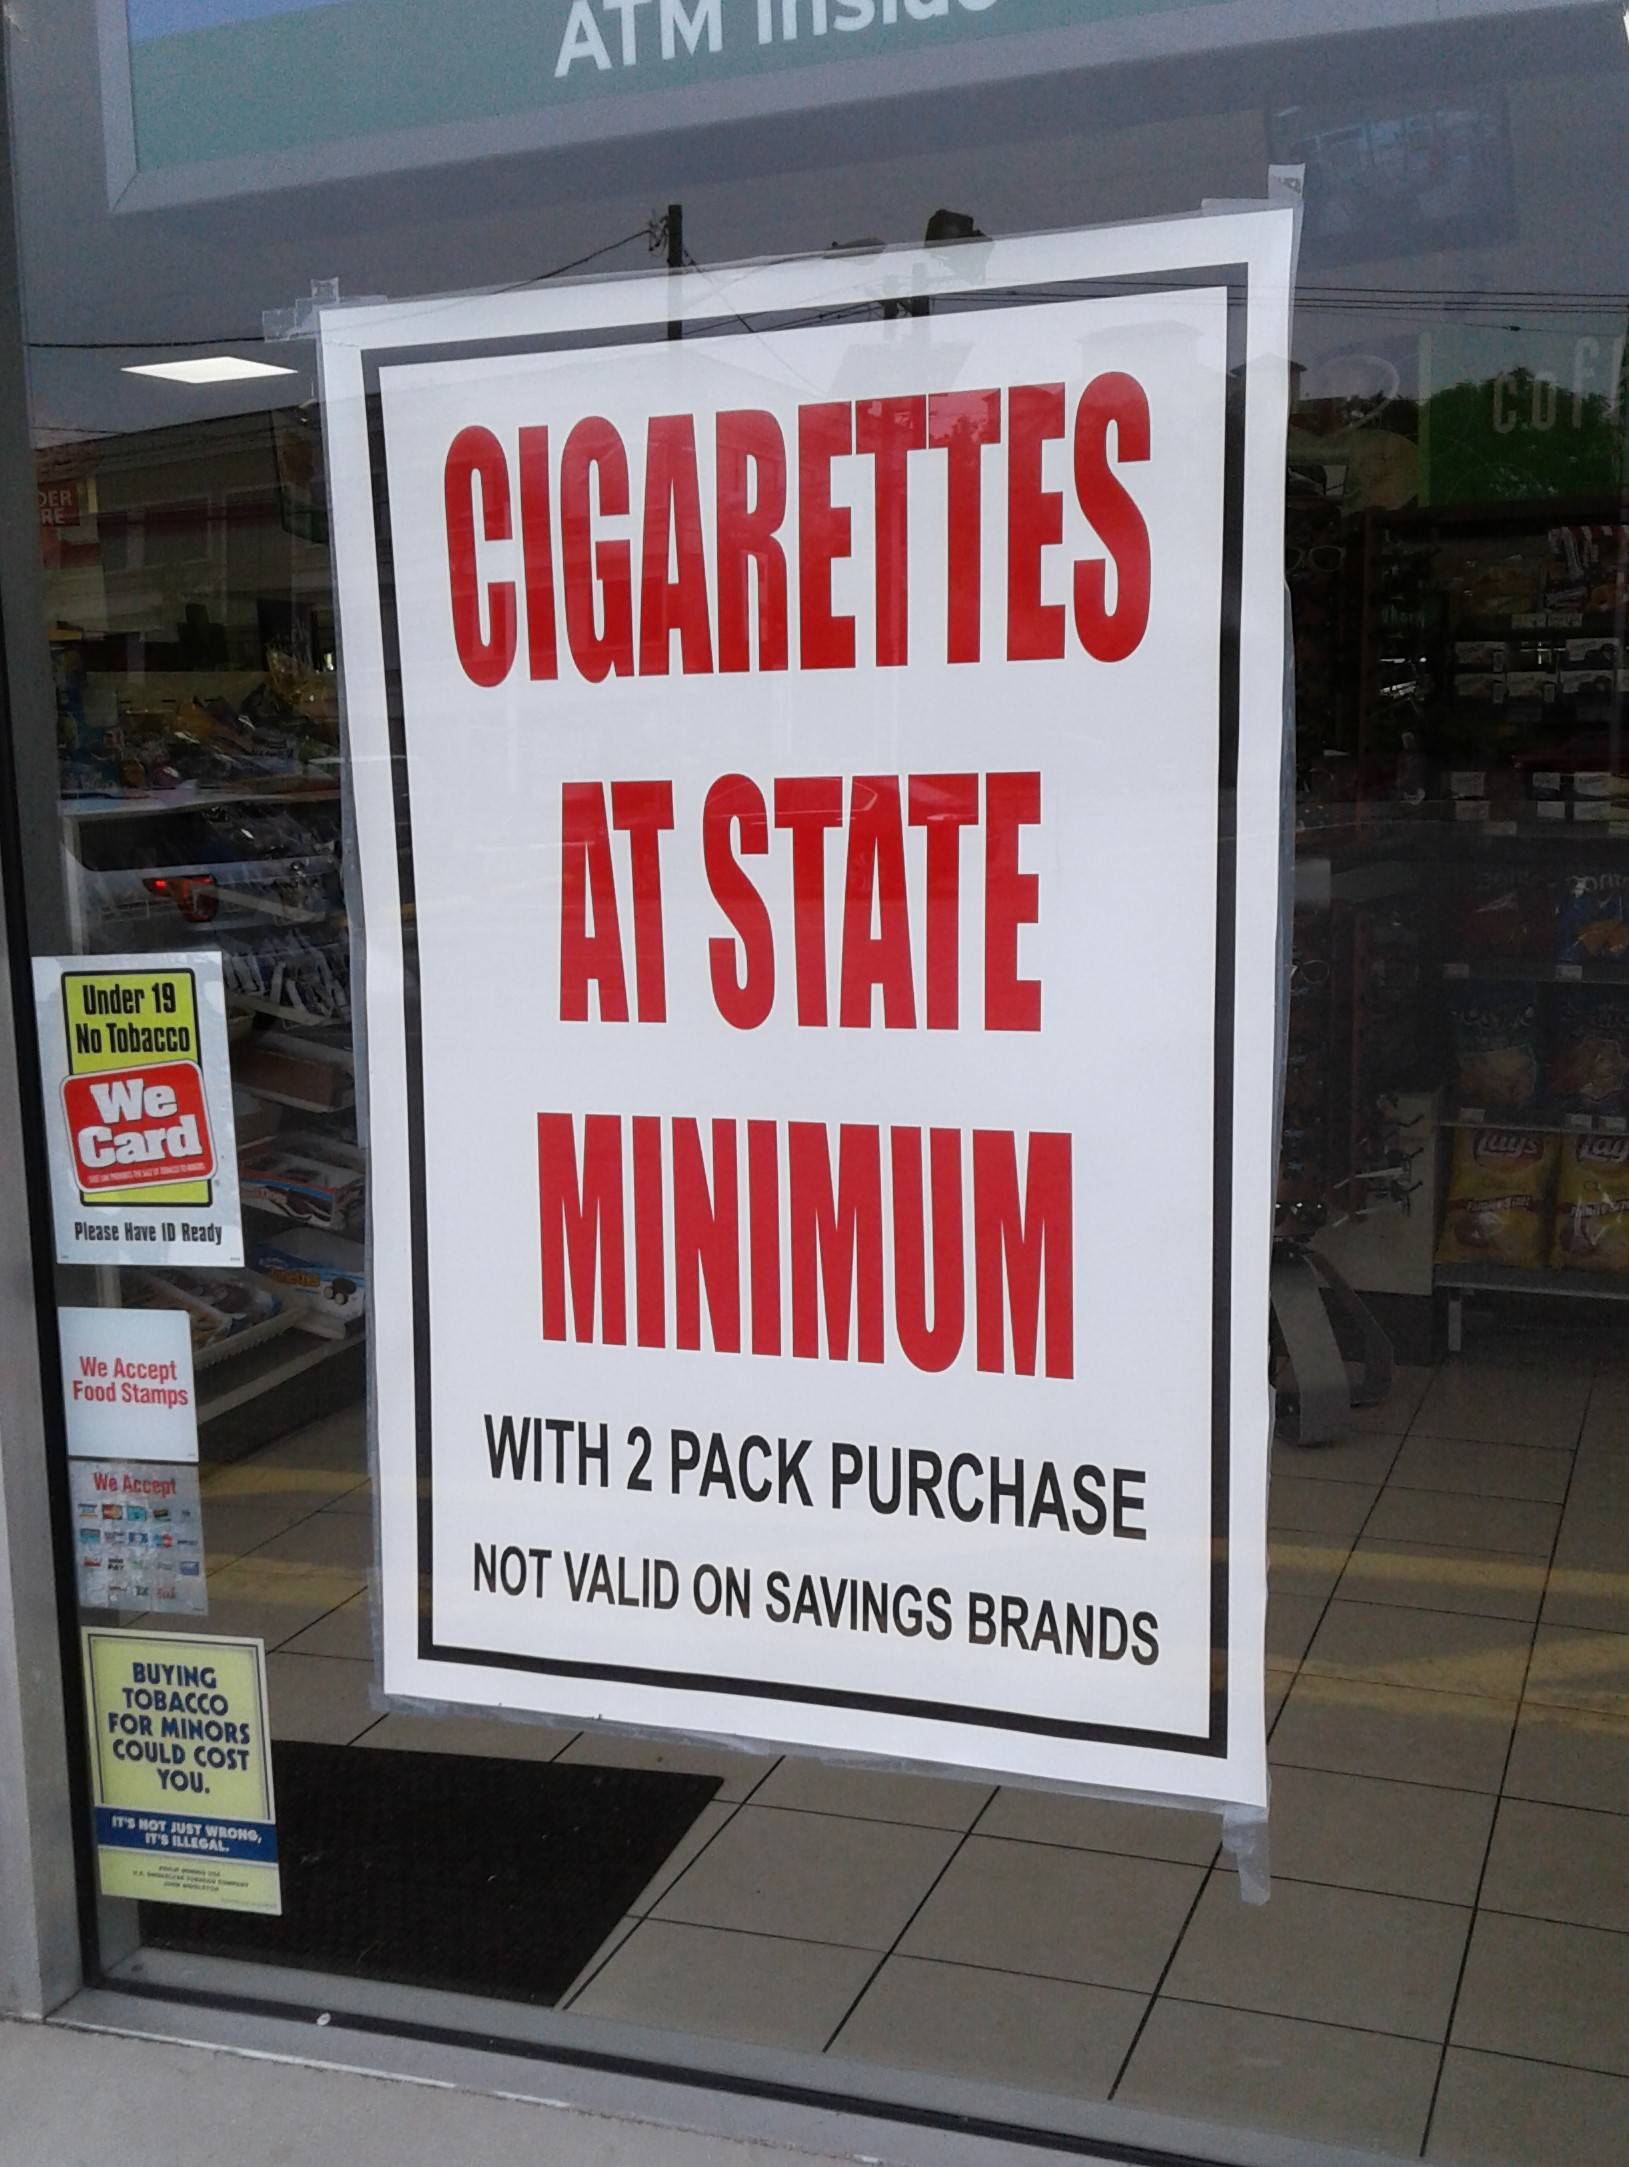 ATM Inside
CIGARETTES
AT STATE
MINIMUM
WITH 2 PACK PURCHASE
NOT VALID ON SAVINGS BRANDS
Under 19
No Tobacco
We
Card
Please Have ID Ready
We Accept
Food Stamps
We Accept
BUYING
TOBACCO
FOR MINORS
COULD COST
YOU.
IT'S NOT JUST WRONG,
IT'S ILLEGAL.
Lay's